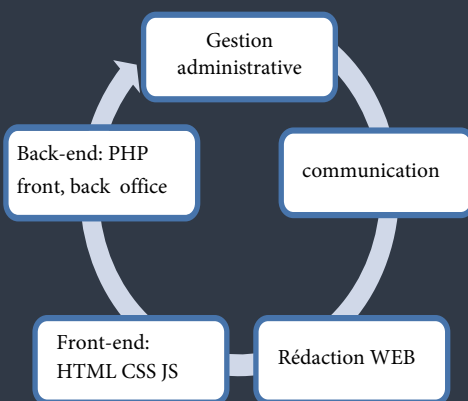 Gestion
administrative
communication
Rédaction WEB
Front-end:
HTML CSS JS
Back-end: PHP
front, back office